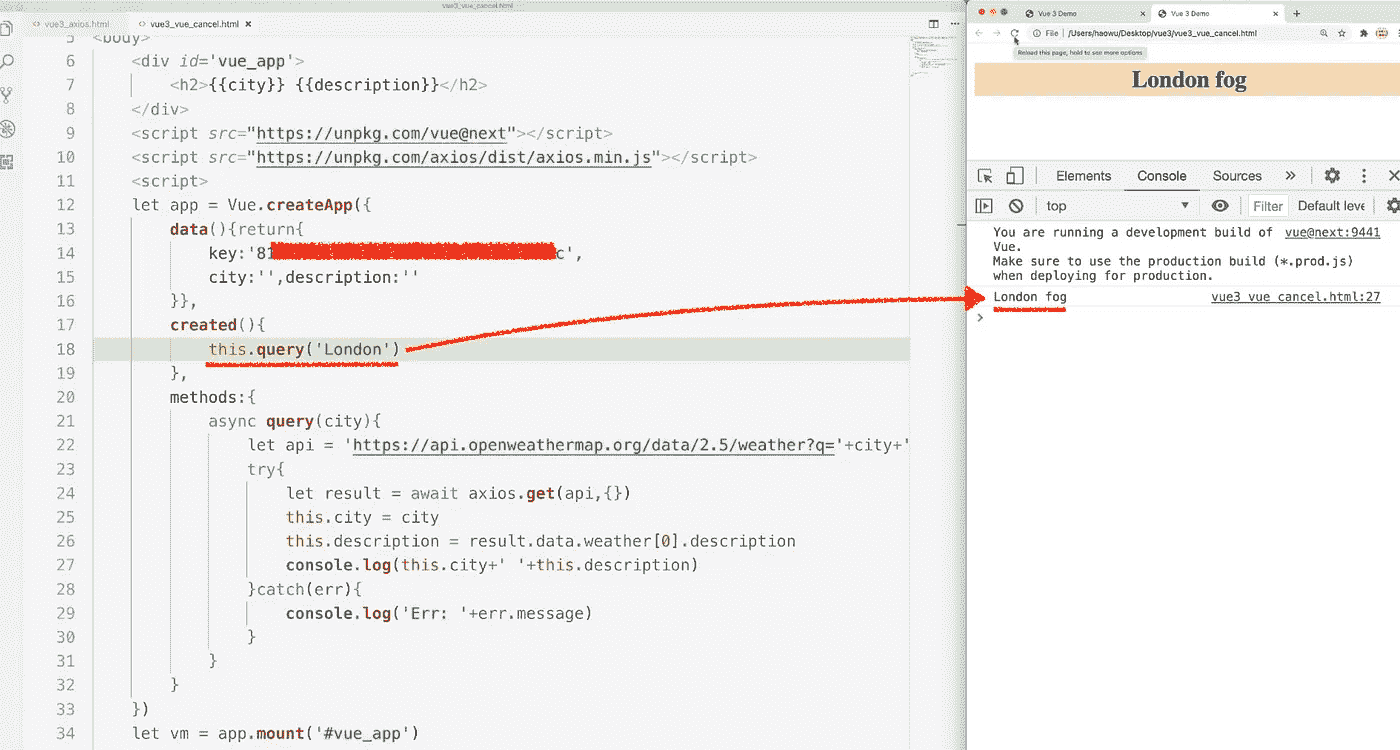 vue3_vue_cancel.html
vue3_axios.html
vue3_vue_cancel.html
5 <body>
6 <div id='vue_app'>
7 <h2>{{city}} {{description}}</h2>
8 </div>
9 <script src="https://unpkg.com/vue@next"></script>
10 <script src="https://unpkg.com/axios/dist/axios.min.js"></script>
11 <script>
12 let app = Vue.createApp({
13 data(){return{
14 key:'81 c',
15 city:'',description:''
16 }},
17 created(){
18 this.query('London')
19 },
20 methods:{
21 async query(city){
22 let api = 'https://api.openweathermap.org/data/2.5/weather?q='+city+'
23 try{
24 let result = await axios.get(api,{})
25 this.city = city
26 this.description = result.data.weather[0].description
27 console.log(this.city+' '+this.description)
28 }catch(err){
29 console.log('Err: '+err.message)
30 }
31 }
32 }
33 })
34 let vm = app.mount('#vue_app')
Vue 3 Demo
Vue 3 Demo
File /Users/haowu/Desktop/vue3/vue3_vue_cancel.html
Reload this page, hold to see more options
London fog
Elements Console Sources
top Filter Default leve
You are running a development build of vue@next:9441
Vue.
Make sure to use the production build (*.prod.js)
when deploying for production.
London fog vue3_vue_cancel.html:27